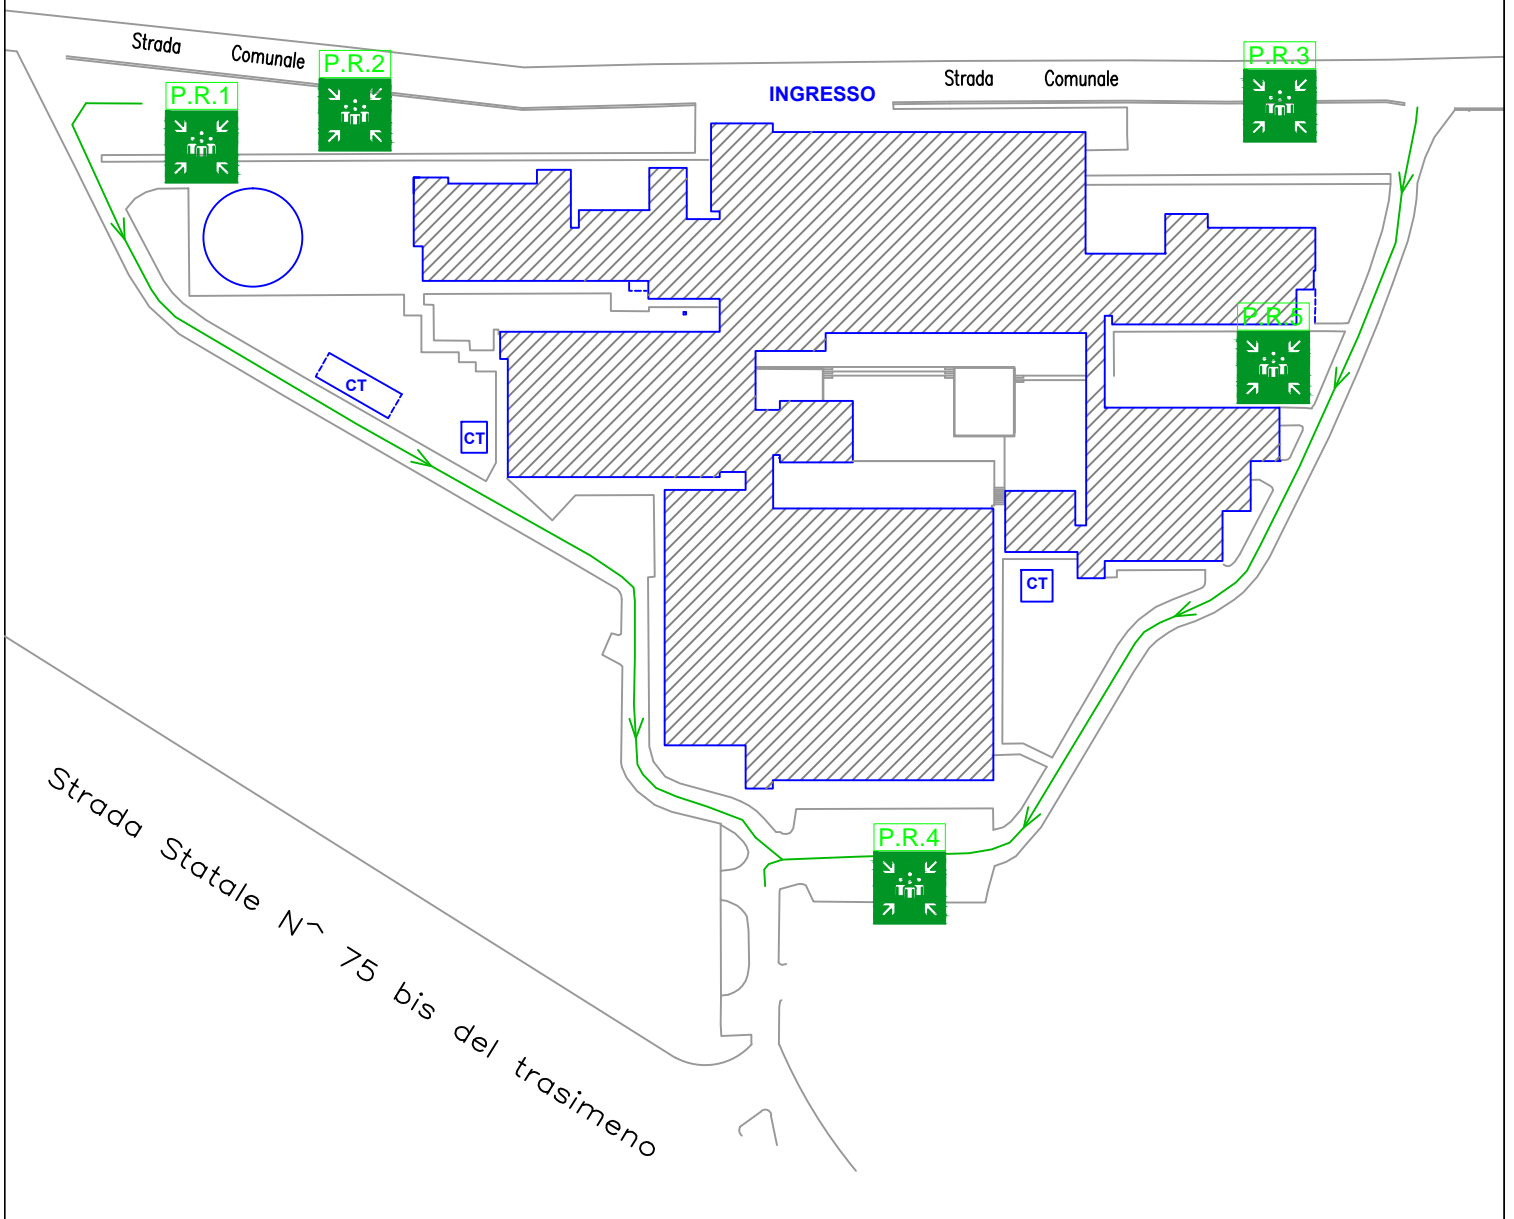 Strada Comunale
P.R.2
P.R.3
Strada Comunale
P.R.1
INGRESSO
P.R.5
CT
CT
CT
Strada Statale N^ 75 bis del trasimeno
P.R.4